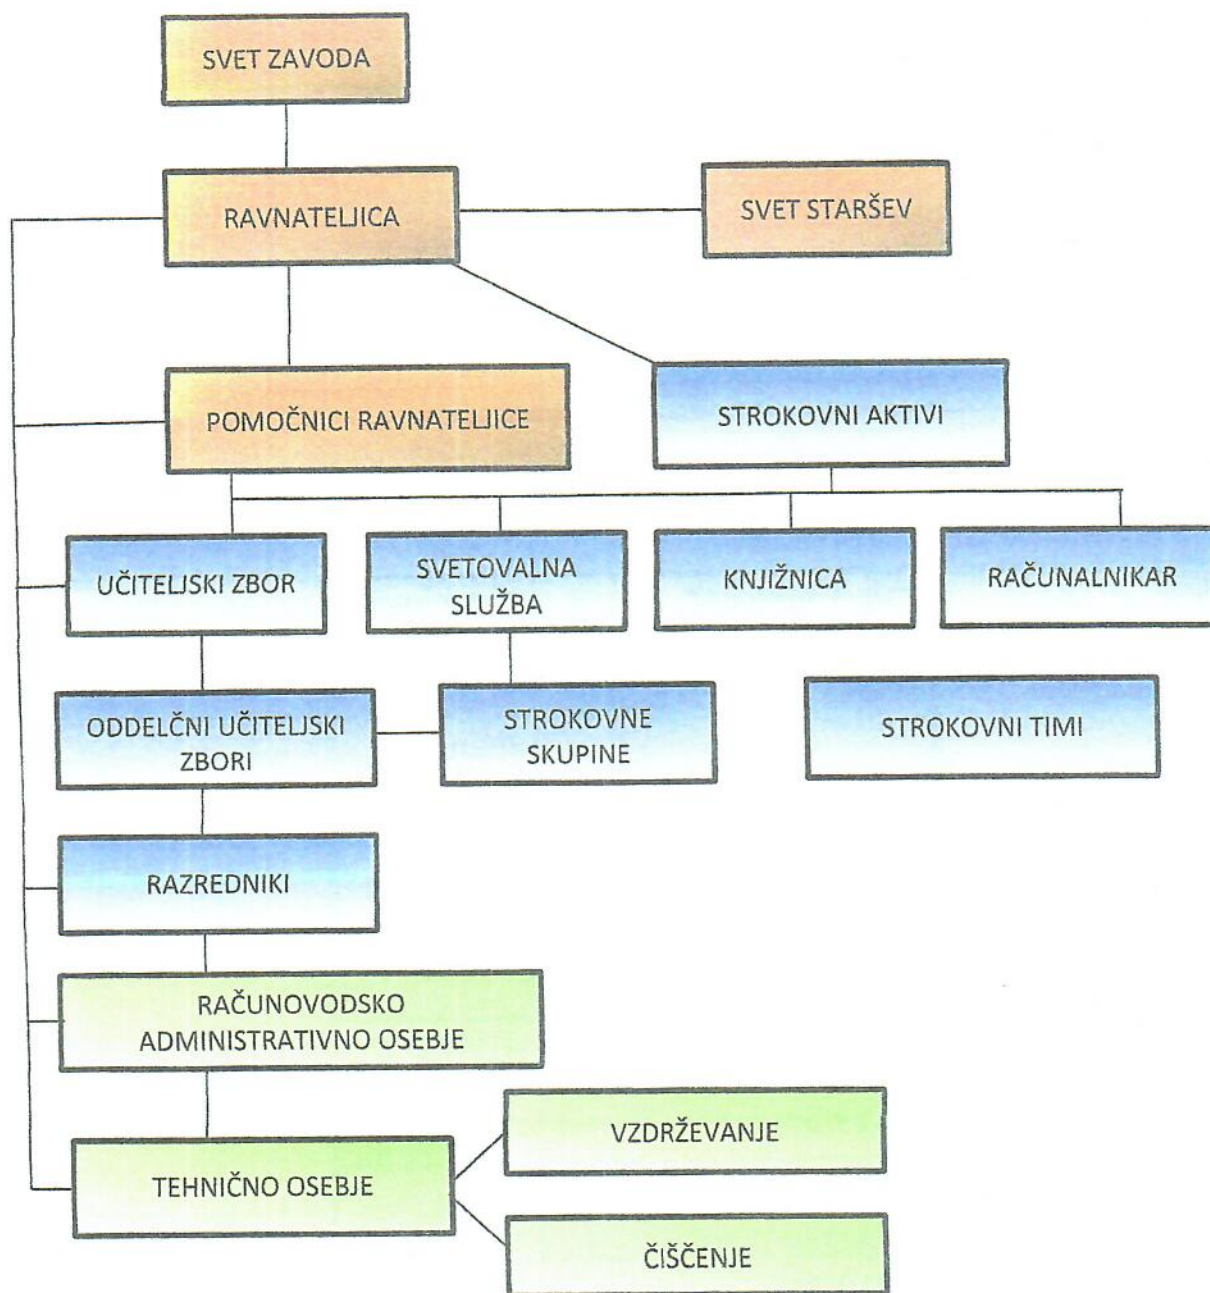 SVET ZAVODA
RAVNATELJICA
SVET STARŠEV
POMOČNICI RAVNATELJICE
STROKOVNI AKTIVI
UČITELJSKI ZBOR
SVETOVALNA
SLUŽBA
KNJIŽNICA
RAČUNALNIKAR
ODDELČNI UČITELJSKI
ZBORI
STROKOVNE
SKUPINE
STROKOVNI TIMI
RAZREDNIKI
RAČUNOVODSKO
ADMINISTRATIVNO OSEBJE
VZDRŽEVANJE
TEHNIČNO OSEBJE
ČIŠČENJE